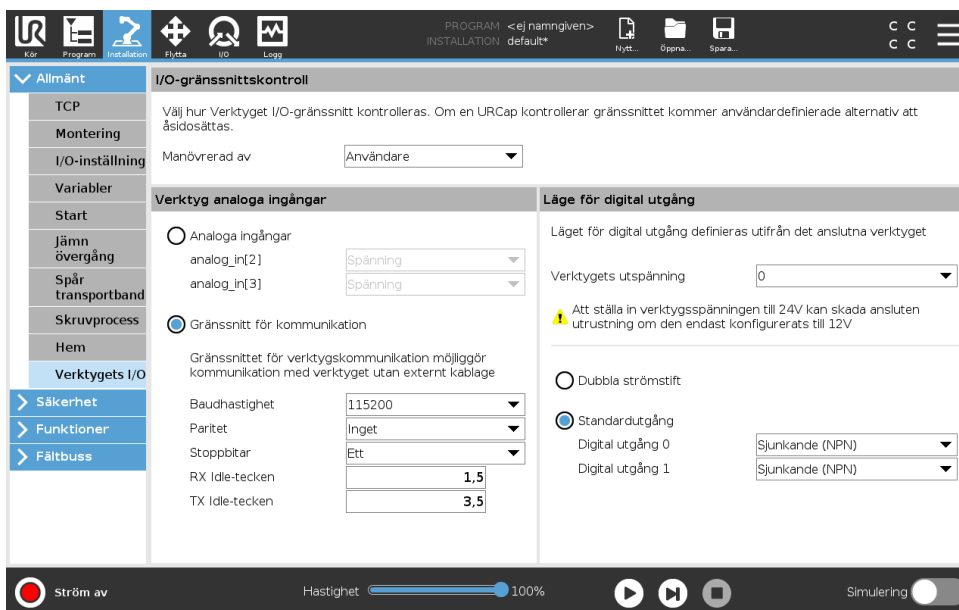 UR
PROGRAM <ej namngiven>
INSTALLATION default*
Kör Program Installation Flytta I/O Logg Nytt... Öppna... Spara...
C C
C C
Allmänt
TCP
Montering
I/O-inställning
Variabler
Start
Jämn
övergång
Spår
transportband
Skruvprocess
Hem
Verktygets I/O
Säkerhet
Funktioner
Fältbuss
I/O-gränssnittskontroll
Välj hur Verktyget I/O-gränssnitt kontrolleras. Om en URCap kontrollerar gränssnittet kommer användardefinierade alternativ att
åsidosättas.
Manövrerad av Användare
Verktyg analoga ingångar
Analoga ingångar
analog_in[2] Spänning
analog_in[3] Spänning
Gränssnitt för kommunikation
Gränssnittet för verktygskommunikation möjliggör
kommunikation med verktyget utan externt kablage
Baudhastighet 115200
Paritet Inget
Stoppbitar Ett
RX Idle-tecken 1,5
TX Idle-tecken 3,5
Läge för digital utgång
Läget för digital utgång definieras utifrån det anslutna verktyget
Verktygets utspänning 0
Att ställa in verktygsspänningen till 24V kan skada ansluten
utrustning om den endast konfigurerats till 12V
Dubbla strömstift
Standardutgång
Digital utgång 0 Sjunkande (NPN)
Digital utgång 1 Sjunkande (NPN)
Ström av
Hastighet 100%
Simulering